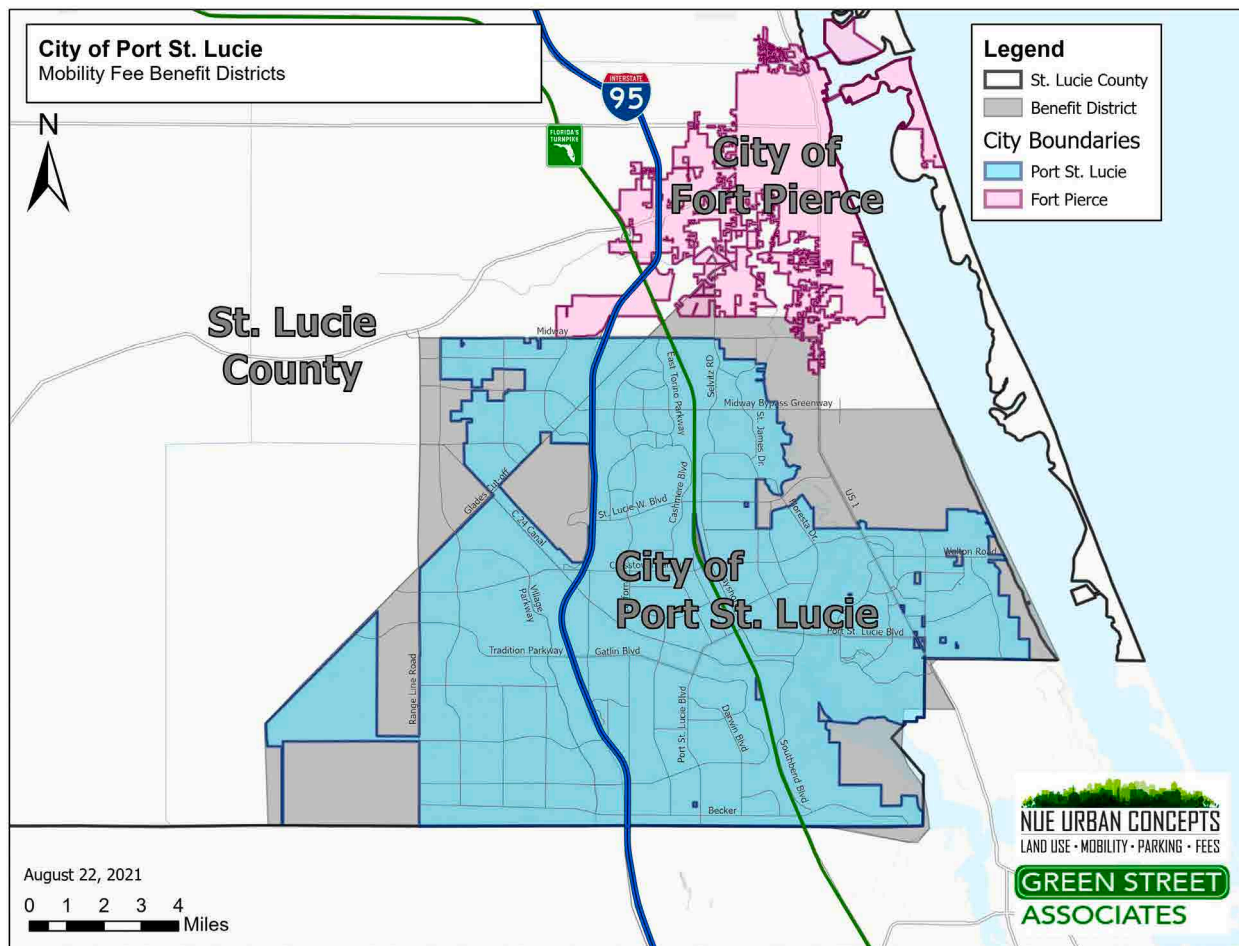 City of Port St. Lucie
Mobility Fee Benefit Districts
N
INTERSTATE
95
FLORIDA'S
TURNPIKE
Legend
St. Lucie County
Benefit District
City Boundaries
Port St. Lucie
Fort Pierce
City of
Fort Pierce
St. Lucie
County
Midway
East Torino Parkway
Selvitz RD
Midway Bypass Greenway
St. James Dr.
Glades Cut-off
C 24 Canal
St. Lucie W. Blvd
Cashmere Blvd
US 1
Floresta Dr.
Walton Road
City of
Port St. Lucie
Village
Parkway
Port St. Lucie Blvd
Tradition Parkway
Gatlin Blvd
Range Line Road
Port St. Lucie Blvd
Darwin Blvd
Southbend Blvd
Becker
August 22, 2021
0 1 2 3 4
Miles
NUE URBAN CONCEPTS
LAND USE • MOBILITY • PARKING • FEES
GREEN STREET
ASSOCIATES